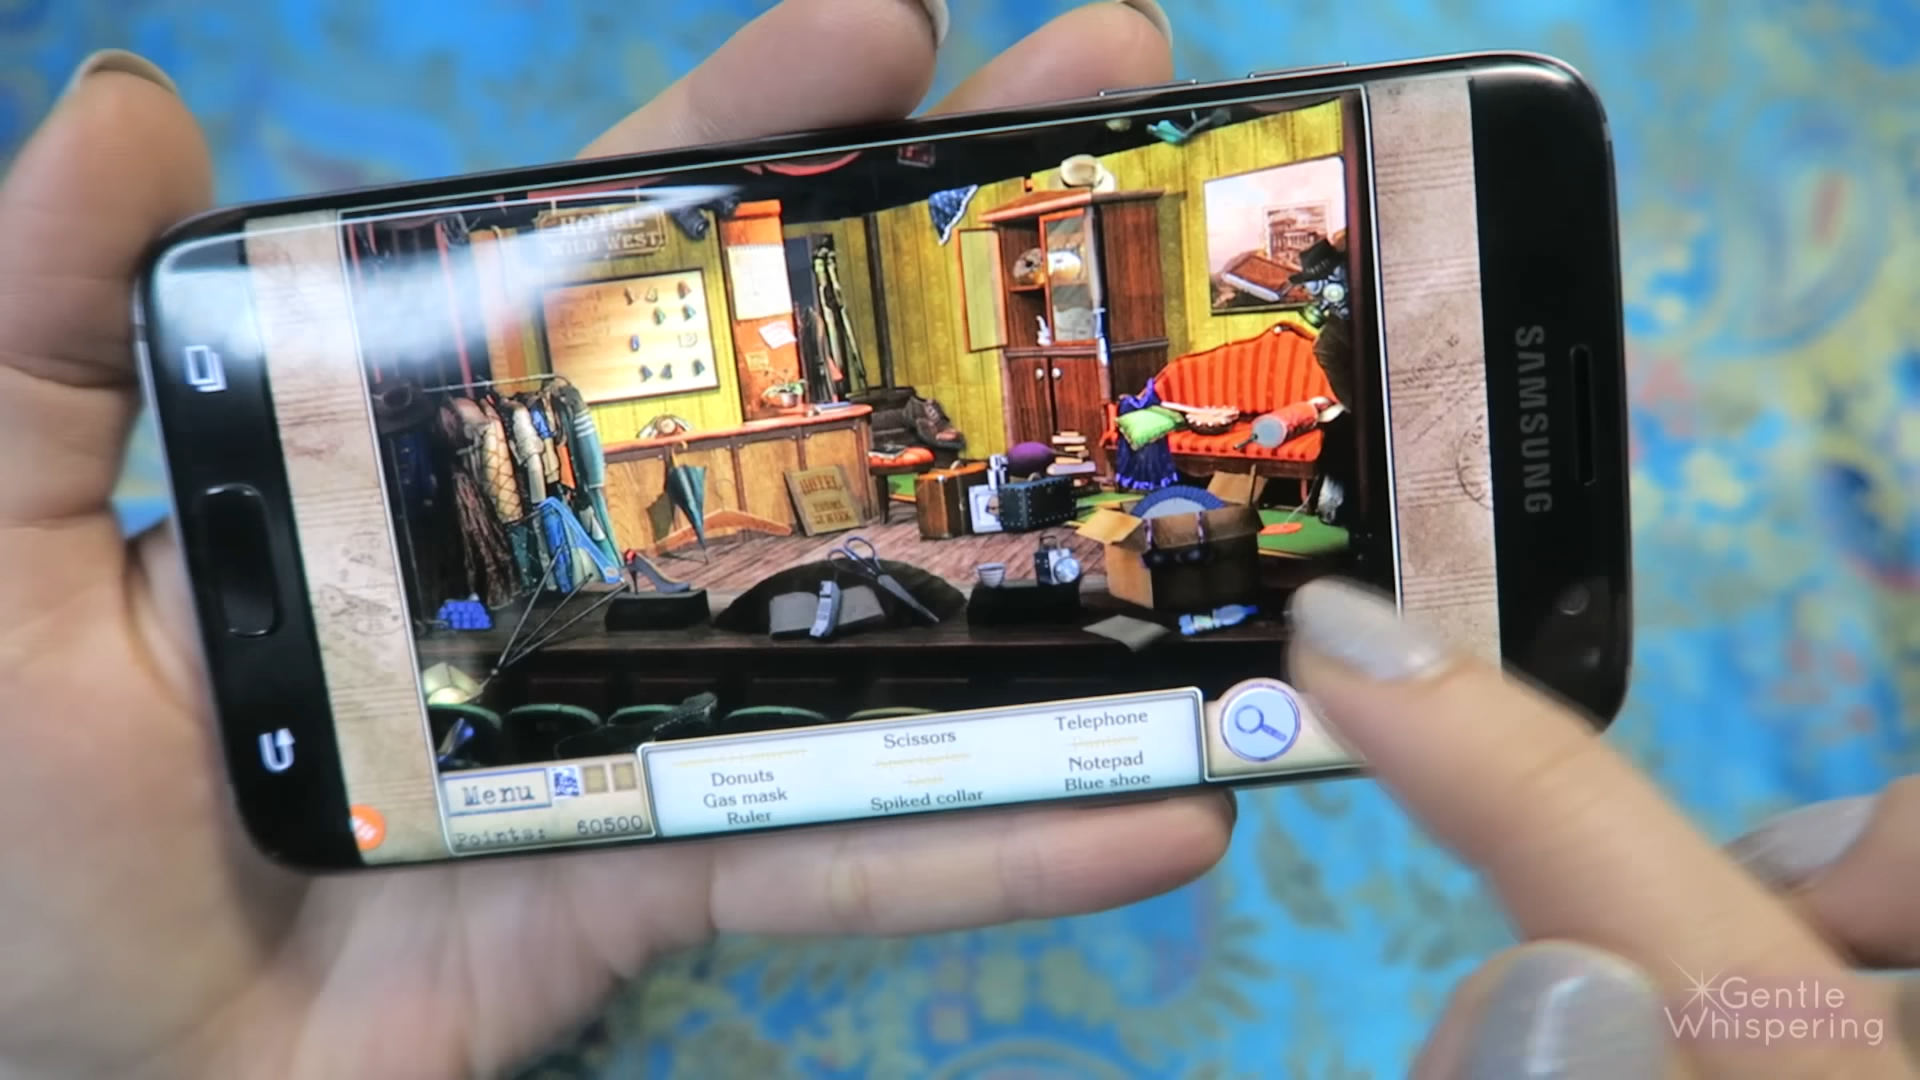 HOTEL
WILD WEST
HOTEL
SAMSUNG
Scissors
Telephone
Donuts
Notepad
Gas mask
Spiked collar
Blue shoe
Ruler
Menu
Points: 60500
Gentle
Whispering